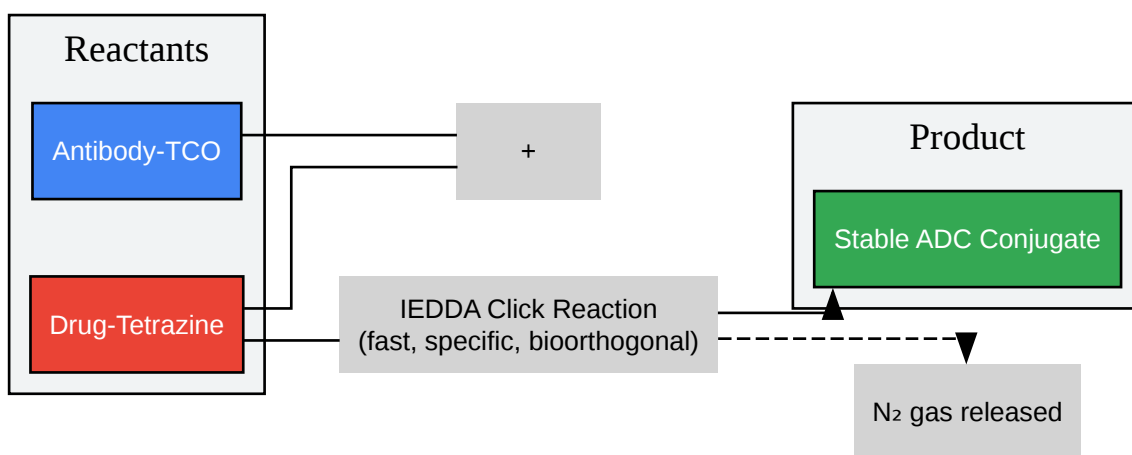 Reactants
Antibody-TCO
Drug-Tetrazine
+
IEDDA Click Reaction
(fast, specific, bioorthogonal)
Product
Stable ADC Conjugate
N₂ gas released